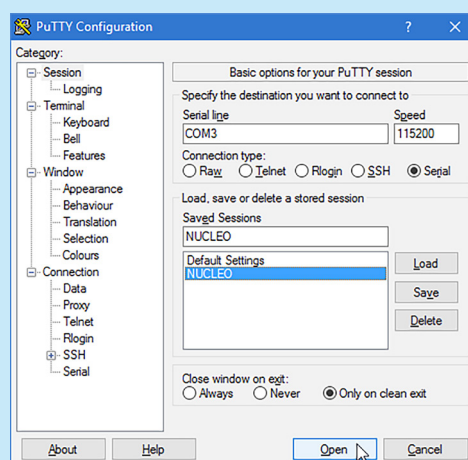 PuTTY Configuration
?
Category:
Session
Logging
Terminal
Keyboard
Bell
Features
Window
Appearance
Behaviour
Translation
Selection
Colours
Connection
Data
Proxy
Telnet
Rlogin
SSH
Serial
Basic options for your PuTTY session
Specify the destination you want to connect to
Serial line Speed
COM3 115200
Connection type:
Raw Telnet Rlogin SSH Serial
Load, save or delete a stored session
Saved Sessions
NUCLEO
Default Settings
NUCLEO
Load
Save
Delete
Close window on exit:
Always Never Only on clean exit
About Help Open Cancel